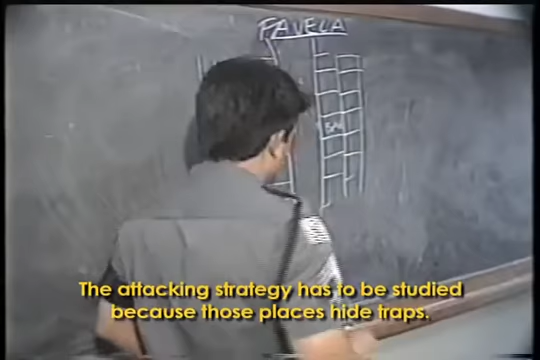 FAVELA
The attacking strategy has to be studied
because those places hide traps.